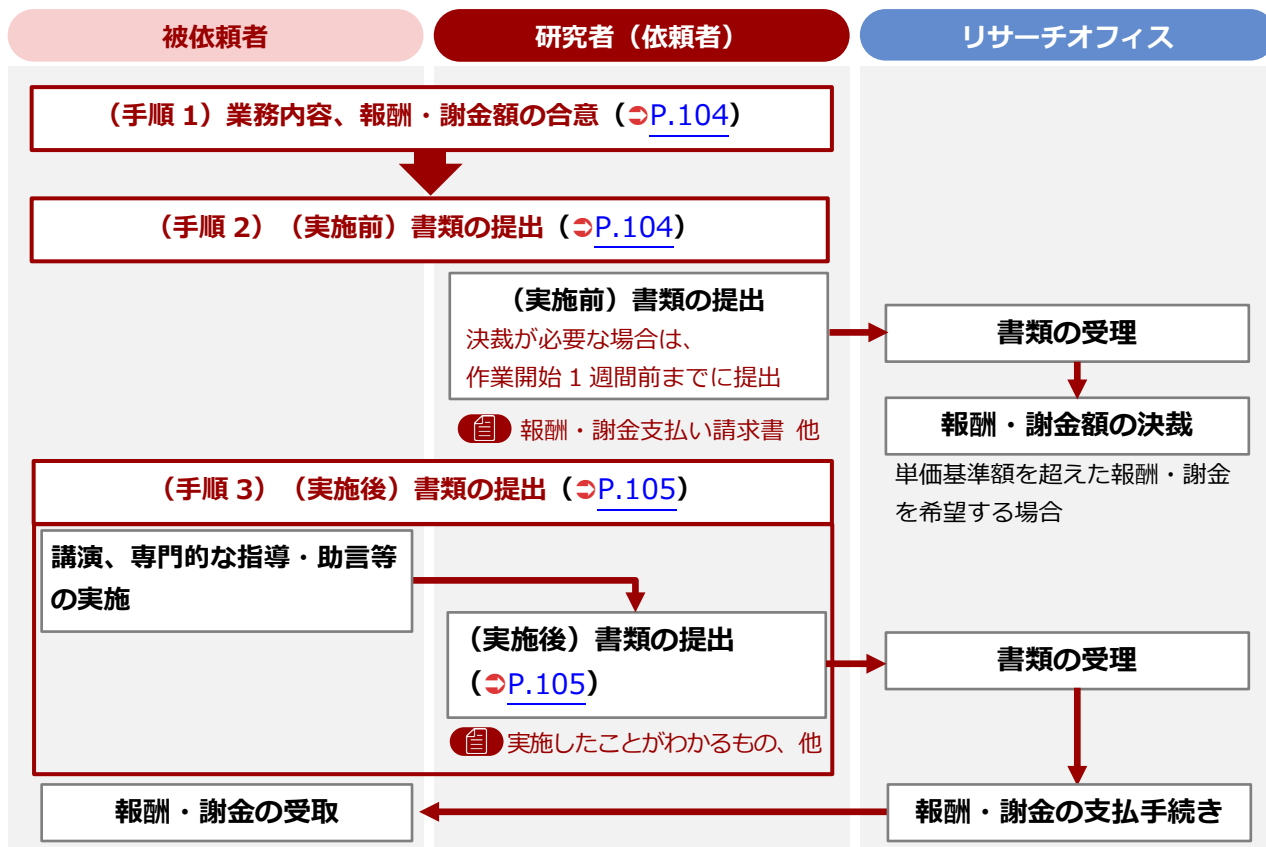 被依頼者
研究者（依頼者）
リサーチオフィス
（手順 1）業務内容、報酬・謝金額の合意（➲P.104）
（手順 2）（実施前）書類の提出（➲P.104）
（実施前）書類の提出
決裁が必要な場合は、
作業開始 1 週間前までに提出
書類の受理
報酬・謝金支払い請求書 他
報酬・謝金額の決裁
単価基準額を超えた報酬・謝金
を希望する場合
（手順 3）（実施後）書類の提出（➲P.105）
講演、専門的な指導・助言等
の実施
（実施後）書類の提出
（➲P.105）
書類の受理
実施したことがわかるもの、他
報酬・謝金の受取
報酬・謝金の支払手続き